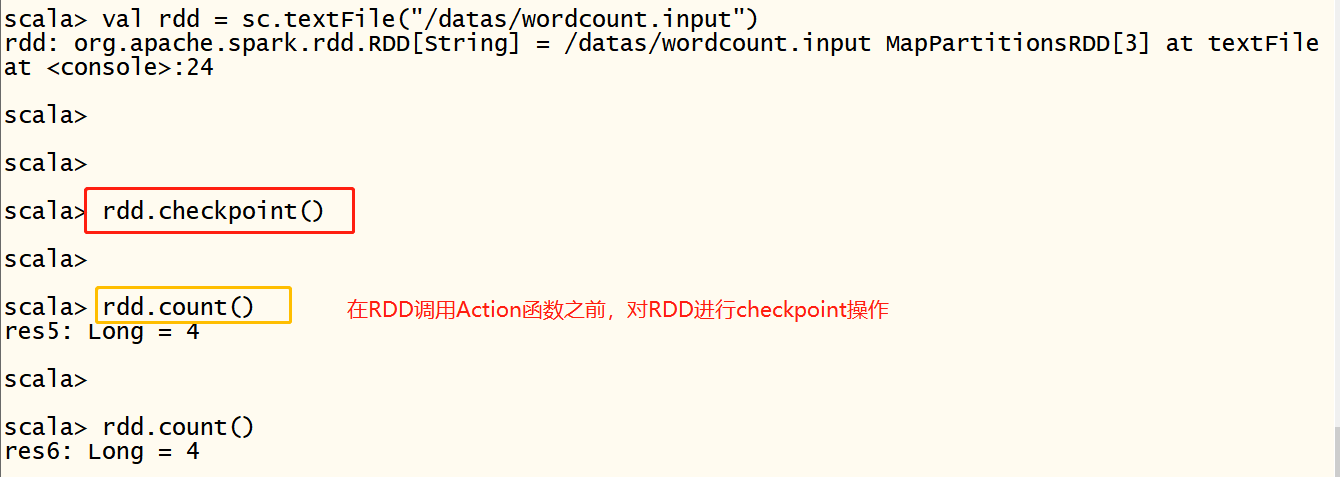 scala> val rdd = sc.textFile("/datas/wordcount.input")
rdd: org.apache.spark.rdd.RDD[String] = /datas/wordcount.input MapPartitionsRDD[3] at textFile
at <console>:24
scala>
scala>
scala> rdd.checkpoint()
scala>
scala> rdd.count() 在RDD调用Action函数之前，对RDD进行checkpoint操作
res5: Long = 4
scala>
scala> rdd.count()
res6: Long = 4